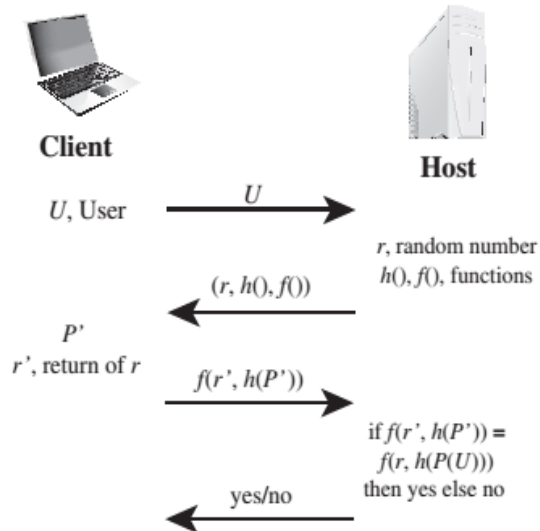 Client
Host
U, User
U
r, random number
h(), f(), functions
(r, h(), f())
P’
r’, return of r
f(r’, h(P’))
if f(r’, h(P’)) =
f(r, h(P(U)))
then yes else no
yes/no